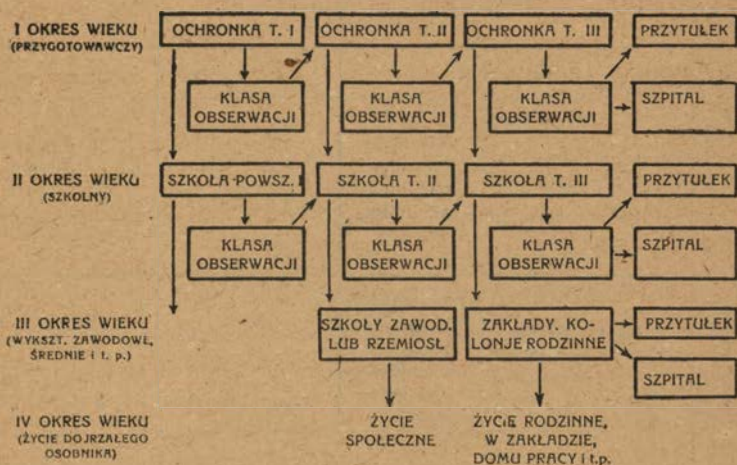 I OKRES WIEKU
(PRZYGOTOWAWCZY)
OCHRONKA T. I
OCHRONKA T. II
OCHRONKA T. III
PRZYTUŁEK
KLASA
OBSERWACJI
KLASA
OBSERWACJI
KLASA
OBSERWACJI
SZPITAL
II OKRES WIEKU
(SZKOLNY)
SZKOŁA POWSZ. I
SZKOŁA T. II
SZKOŁA T. III
PRZYTUŁEK
KLASA
OBSERWACJI
KLASA
OBSERWACJI
KLASA
OBSERWACJI
SZPITAL
III OKRES WIEKU
(WYKSZT. ZAWODOWE,
ŚREDNIE i t. p.)
SZKOŁY ZAWOD.
LUB RZEMIOSŁ
ZAKŁADY. KO-
LONJE RODZINNE
PRZYTUŁEK
SZPITAL
IV OKRES WIEKU
(ŻYCIE DOJRZAŁEGO
OSOBNIKA)
ŻYCIE
SPOŁECZNE
ŻYCIE RODZINNE,
W ZAKŁADZIE,
DOMU PRACY i t.p.